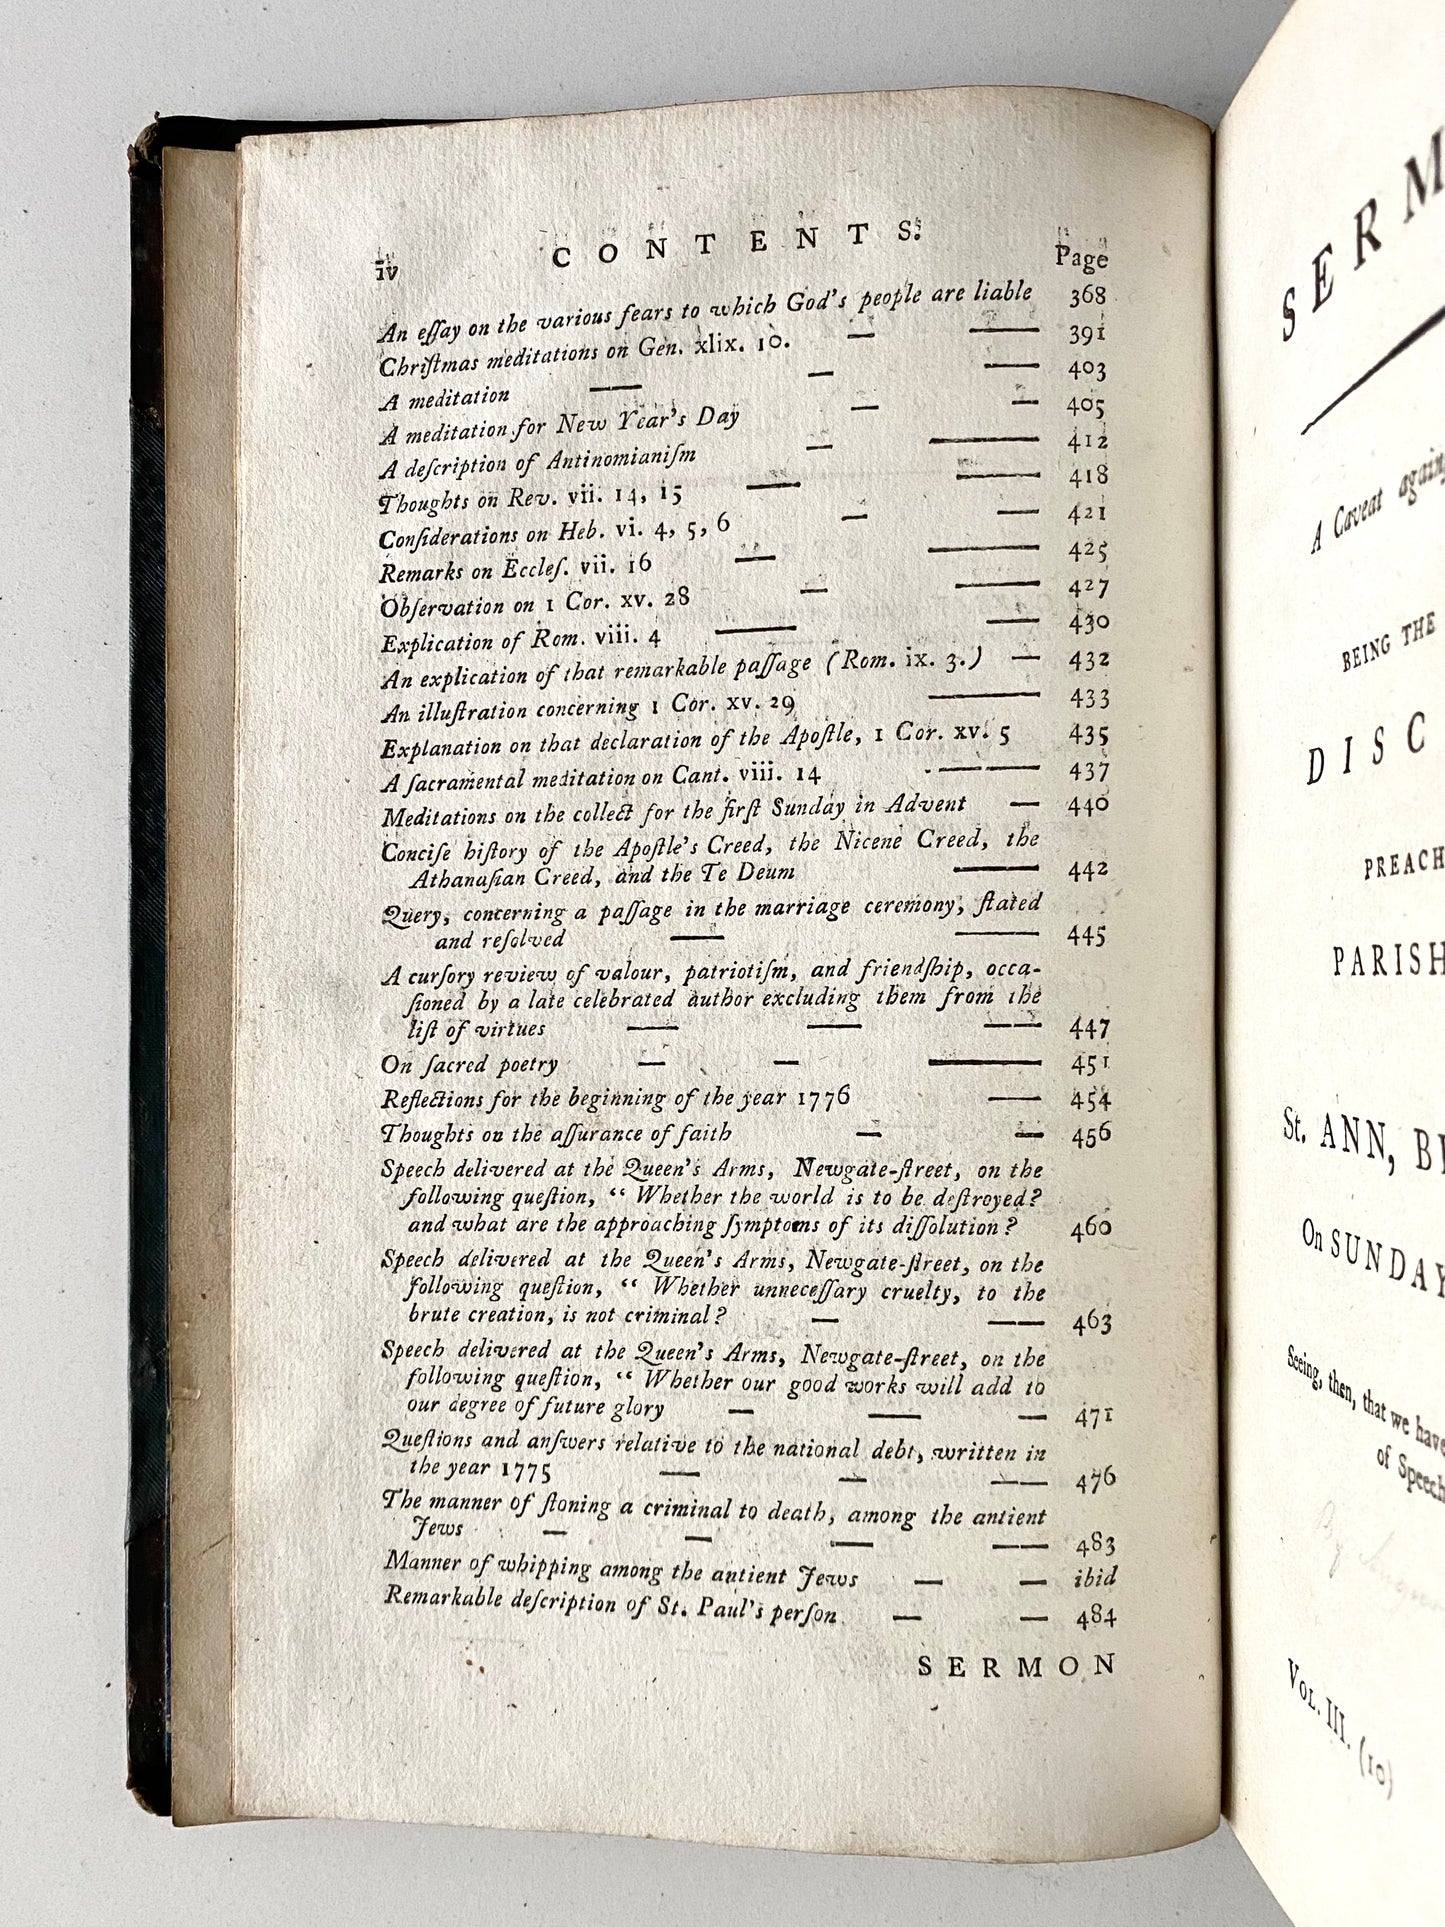 iv CONTENTS. Page
An eſſay on the various fears to which God's people are liable 368
Chriſtmas meditations on Gen. xlix. 10. — — 391
A meditation — — — 403
A meditation for New Year's Day — — 405
A deſcription of Antinomianiſm — — 412
Thoughts on Rev. vii. 14, 15 — — 418
Conſiderations on Heb. vi. 4, 5, 6 — — 421
Remarks on Eccleſ. vii. 16 — — 425
Obſervation on 1 Cor. xv. 28 — — 427
Explication of Rom. viii. 4 — — 430
An explication of that remarkable paſſage (Rom. ix. 3.) — 432
An illuſtration concerning 1 Cor. xv. 29 — 433
Explanation on that declaration of the Apoſtle, 1 Cor. xv. 5 435
A ſacramental meditation on Cant. viii. 14 — 437
Meditations on the collect for the firſt Sunday in Advent — 440
Conciſe hiſtory of the Apoſtle's Creed, the Nicene Creed, the
Athanaſian Creed, and the Te Deum — 442
Query, concerning a paſſage in the marriage ceremony, ſtated
and reſolved — — 445
A curſory review of valour, patriotiſm, and friendſhip, occa-
ſioned by a late celebrated author excluding them from the
liſt of virtues — — — 447
On ſacred poetry — — — 451
Reflections for the beginning of the year 1776 — 454
Thoughts on the aſſurance of faith — — 456
Speech delivered at the Queen's Arms, Newgate-ſtreet, on the
following queſtion, “ Whether the world is to be deſtroyed?
and what are the approaching ſymptoms of its diſſolution? 460
Speech delivered at the Queen's Arms, Newgate-ſtreet, on the
following queſtion, “ Whether unneceſſary cruelty, to the
brute creation, is not criminal? — — 463
Speech delivered at the Queen's Arms, Newgate-ſtreet, on the
following queſtion, “ Whether our good works will add to
our degree of future glory — — — 471
Queſtions and anſwers relative to the national debt, written in
the year 1775 — — — 476
The manner of ſtoning a criminal to death, among the antient
Jews — — — — 483
Manner of whipping among the antient Jews — — ibid
Remarkable deſcription of St. Paul's perſon — — 484
SERMON
SERM
A Caveat again
BEING THE
DISC
PREACH
PARISH
St. ANN, B
On SUNDAY
Seeing, then, that we have
of Speech
VOL. III. (10)